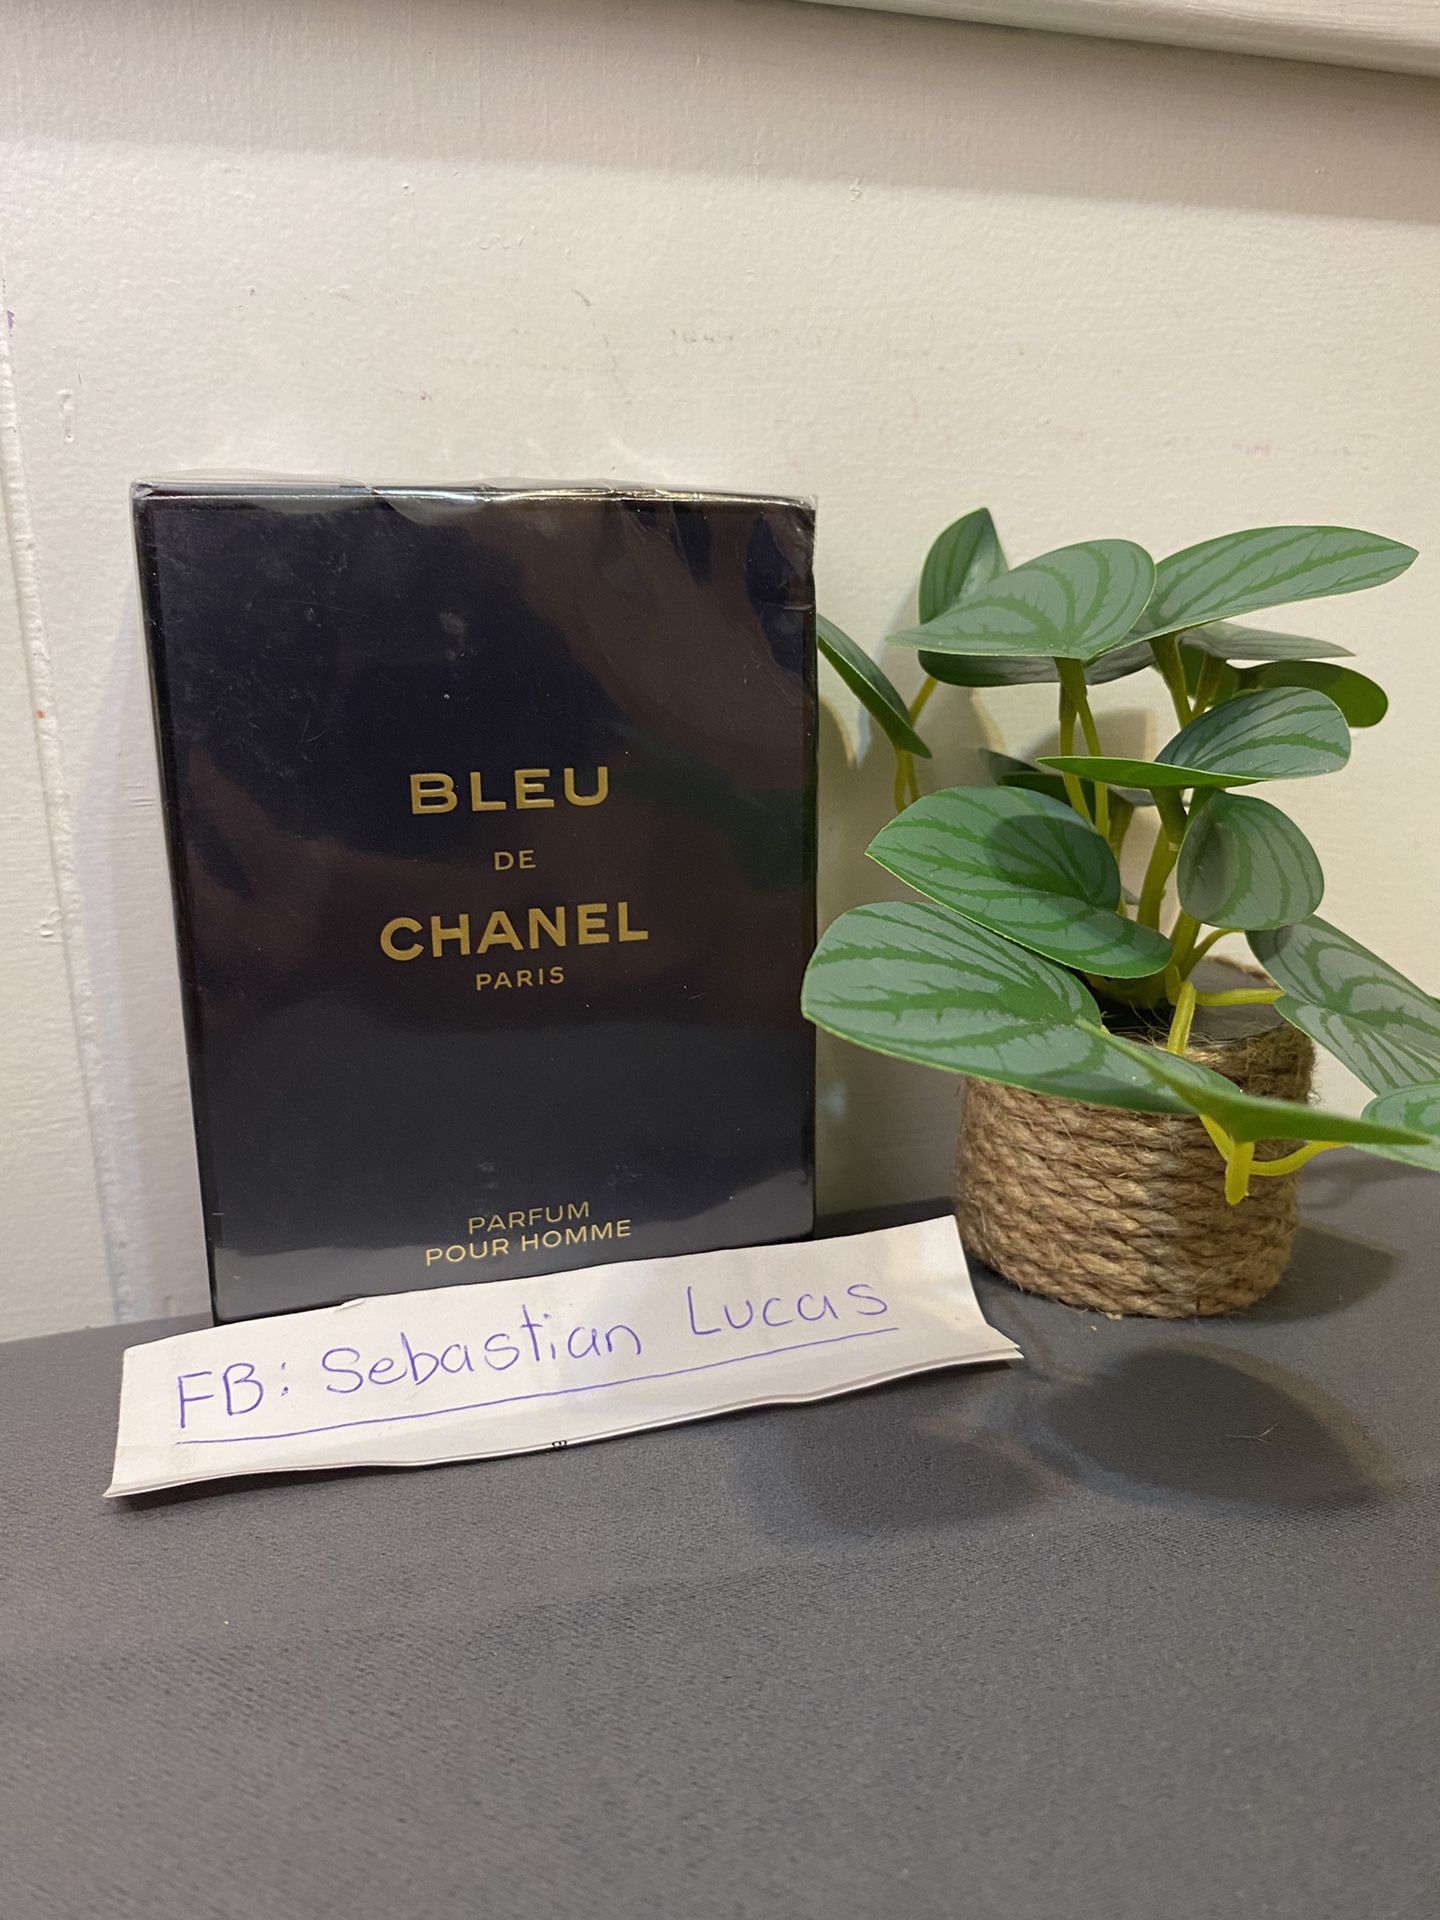 BLEU
DE
CHANEL
PARIS
PARFUM
POUR HOMME
FB: Sebastian Lucas